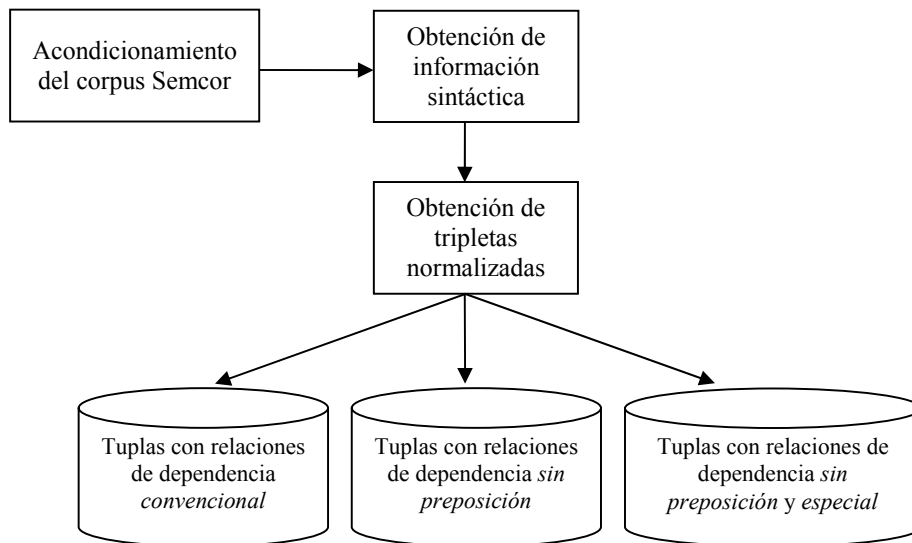 Acondicionamiento
del corpus Semcor
Obtención de
información
sintáctica
Obtención de
tripletas
normalizadas
Tuplas con relaciones
de dependencia
convencional
Tuplas con relaciones
de dependencia sin
preposición
Tuplas con relaciones de
dependencia sin
preposición y especial